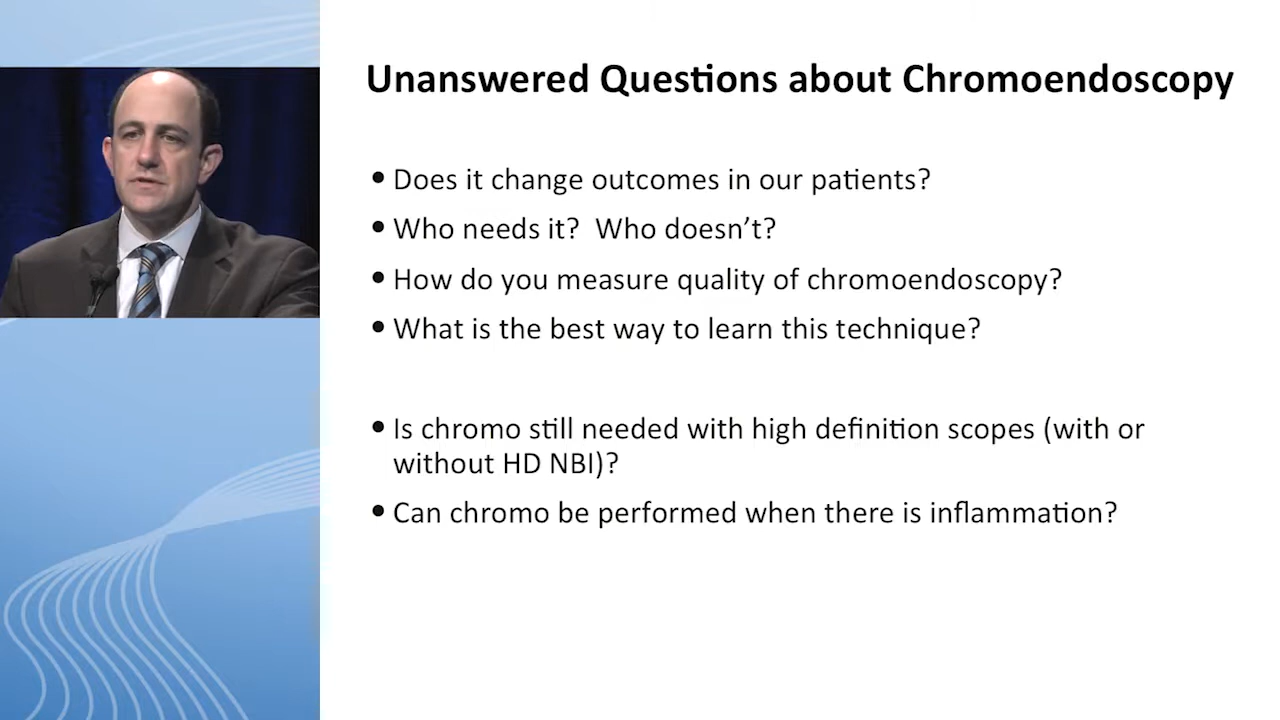 Unanswered Questions about Chromoendoscopy
• Does it change outcomes in our patients?
• Who needs it?  Who doesn’t?
• How do you measure quality of chromoendoscopy?
• What is the best way to learn this technique?
• Is chromo still needed with high definition scopes (with or
without HD NBI)?
• Can chromo be performed when there is inflammation?